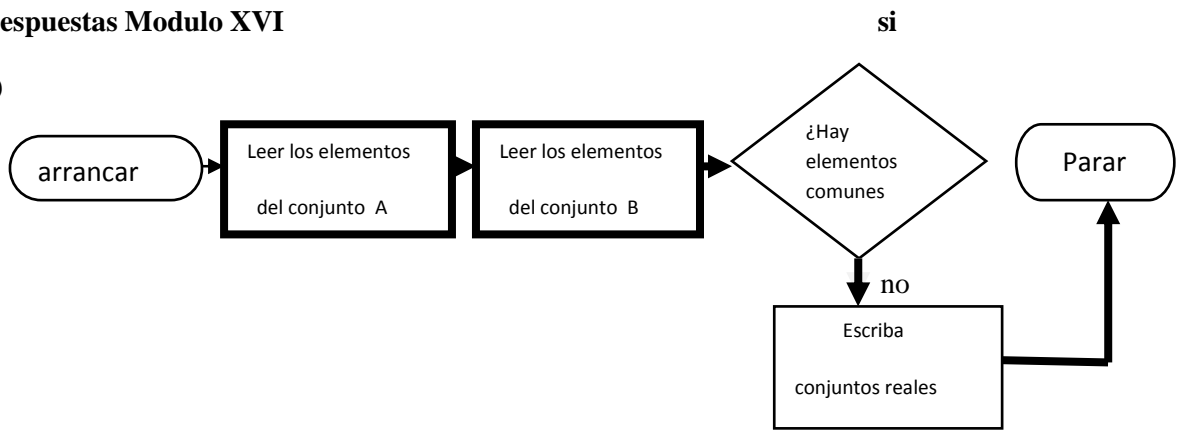 espuestas Modulo XVI
si
)
arrancar
Leer los elementos
del conjunto A
Leer los elementos
del conjunto B
¿Hay
elementos
comunes
Parar
no
Escriba
conjuntos reales